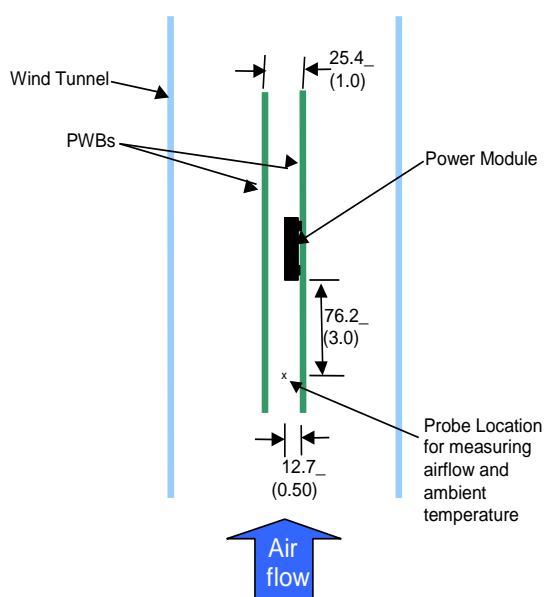 25.4_
(1.0)
Wind Tunnel
PWBs
Power Module
76.2_
(3.0)
x
Probe Location
for measuring
airflow and
ambient
temperature
12.7_
(0.50)
Air
flow